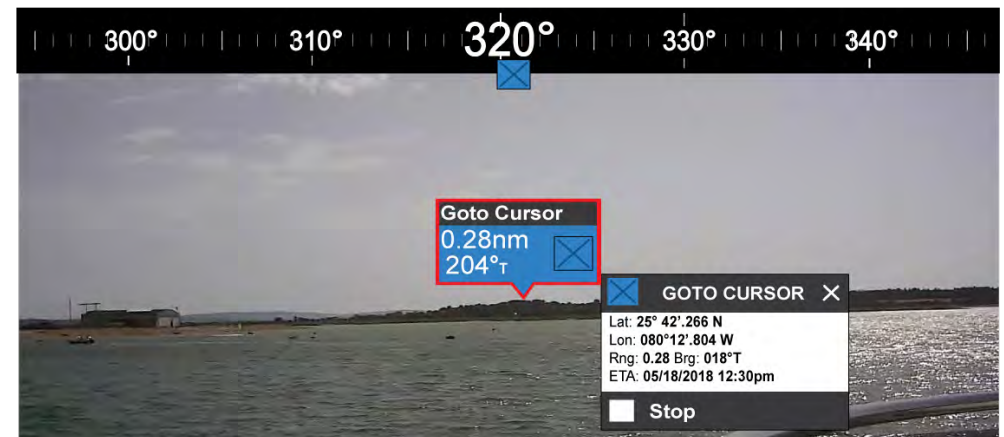 300° 310° 320° 330° 340°
Goto Cursor
0.28nm
204°T
GOTO CURSOR
Lat: 25° 42'.266 N
Lon: 080°12'.804 W
Rng: 0.28 Brg: 018°T
ETA: 05/18/2018 12:30pm
Stop